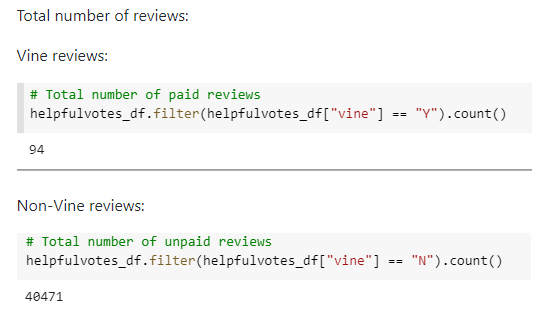 Total number of reviews:
Vine reviews:
# Total number of paid reviews
helpfulvotes_df.filter(helpfulvotes_df["vine"] == "Y").count()
94
Non-Vine reviews:
# Total number of unpaid reviews
helpfulvotes_df.filter(helpfulvotes_df["vine"] == "N").count()
40471